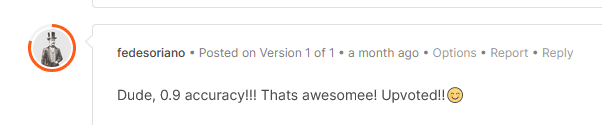 fedesoriano • Posted on Version 1 of 1 • a month ago • Options • Report • Reply
Dude, 0.9 accuracy!!! Thats awesomee! Upvoted!!😊